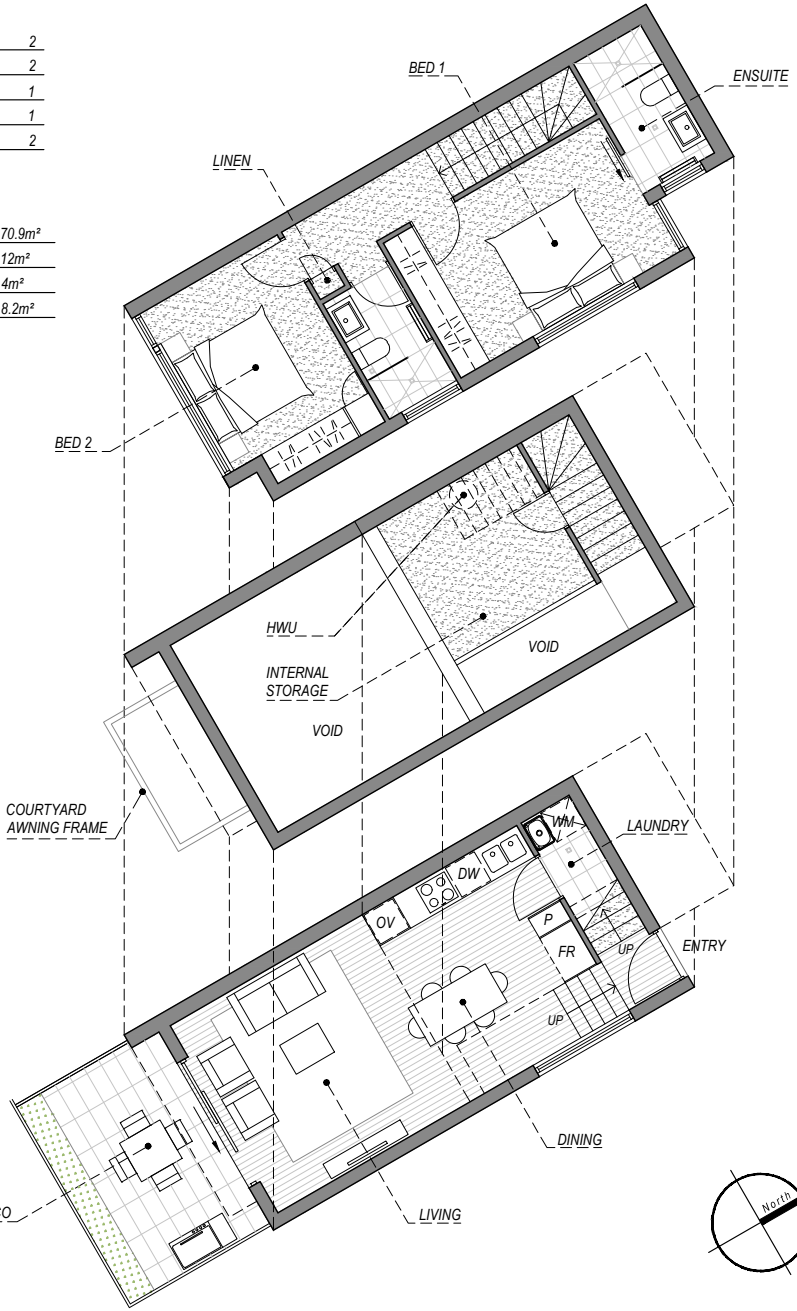 2
2
1
1
2
70.9m²
12m²
4m²
8.2m²
BED 1
ENSUITE
LINEN
BED 2
HWU
INTERNAL
STORAGE
VOID
VOID
COURTYARD
AWNING FRAME
WM
LAUNDRY
DW
OV
P
FR
UP
ENTRY
UP
DINING
LIVING
North